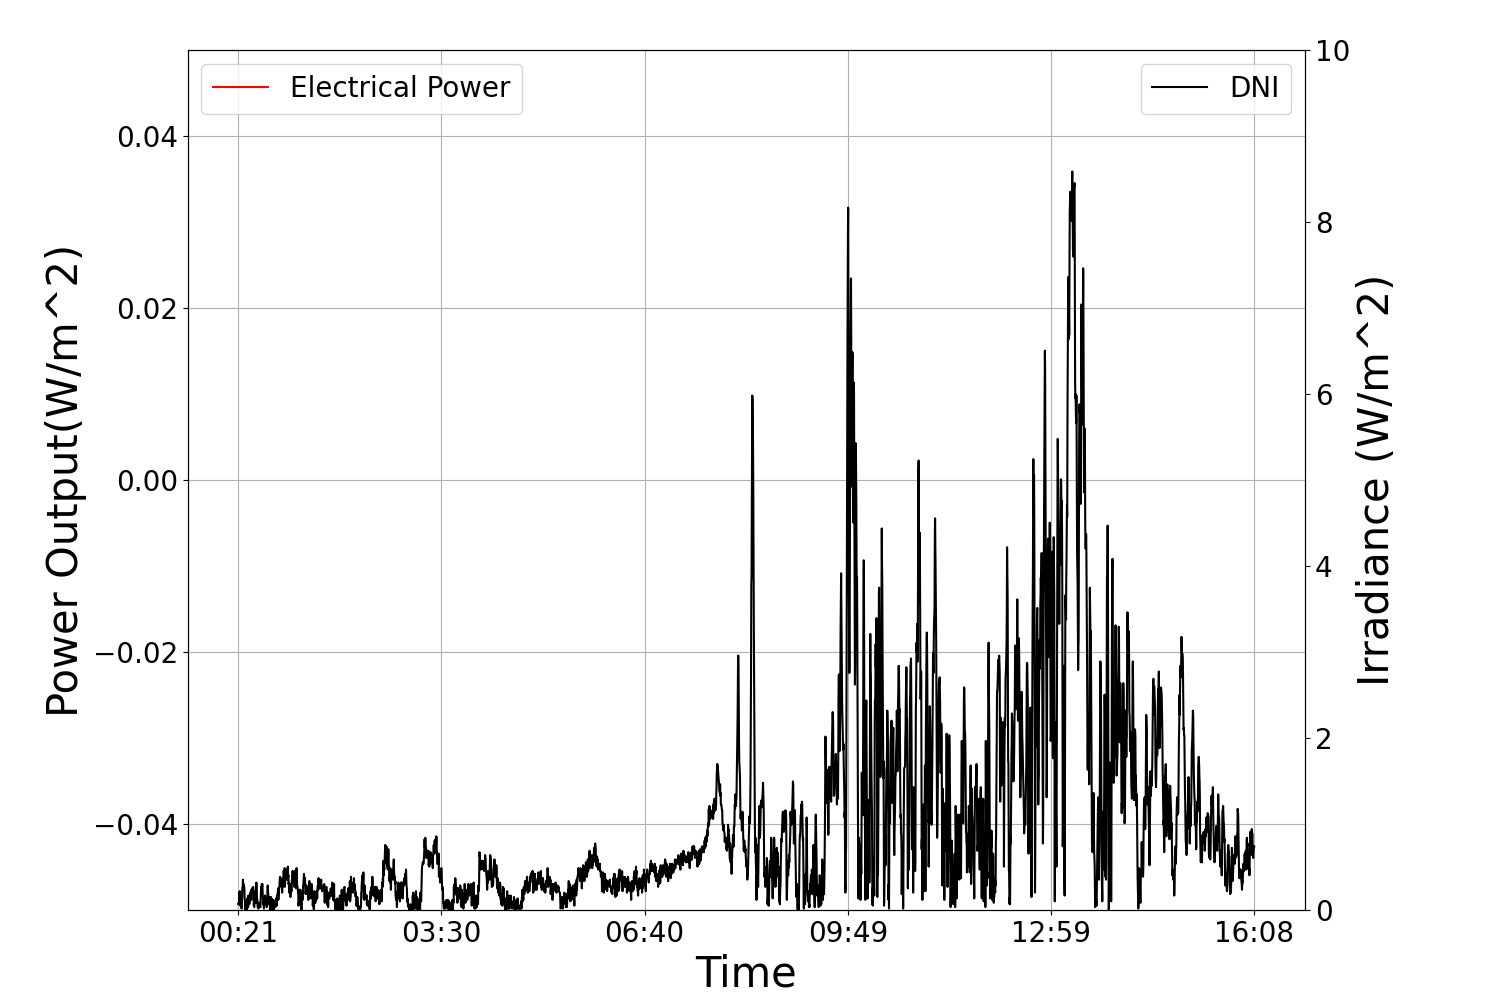 Electrical Power
DNI
Power Output(W/m^2)
0.04
0.02
0.00
−0.02
−0.04
Irradiance (W/m^2)
10
8
6
4
2
0
00:21 03:30 06:40 09:49 12:59 16:08
Time